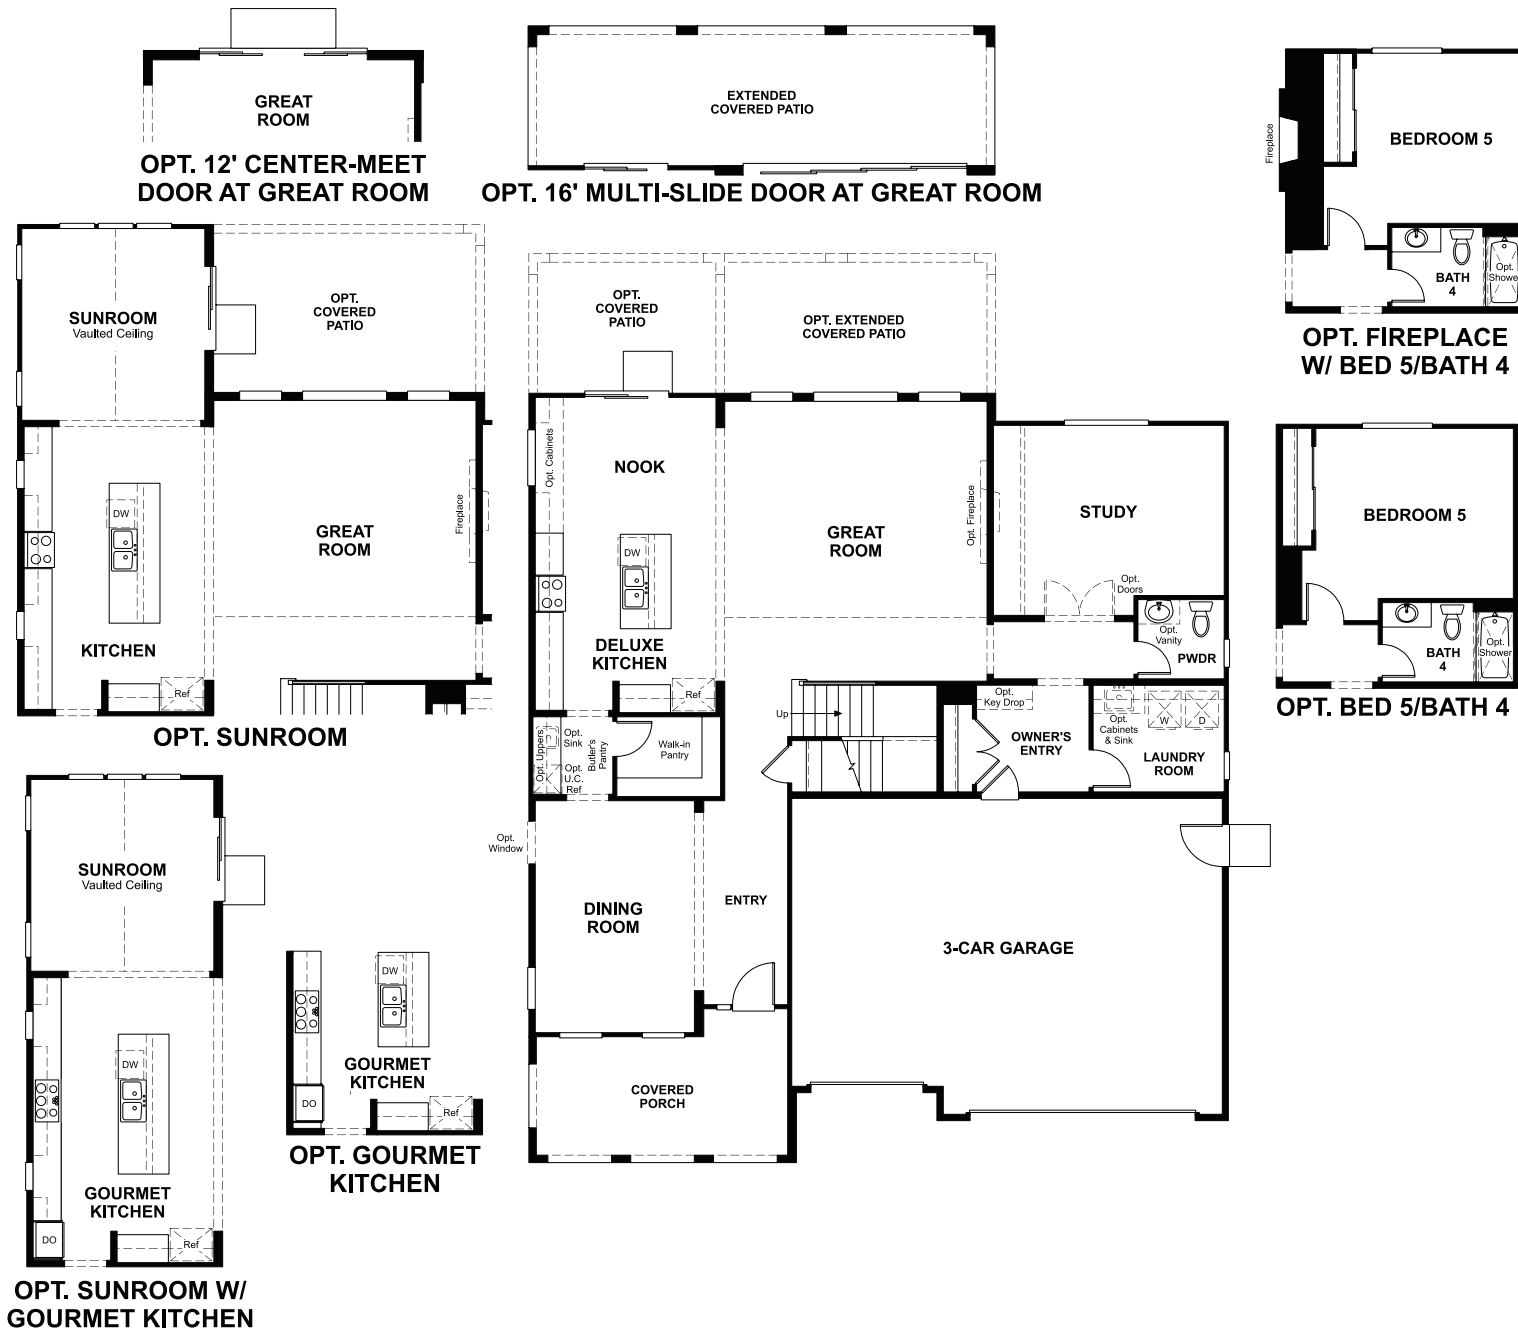 GREAT
ROOM
OPT. 12' CENTER-MEET
DOOR AT GREAT ROOM
EXTENDED
COVERED PATIO
OPT. 16' MULTI-SLIDE DOOR AT GREAT ROOM
Fireplace
BEDROOM 5
BATH
4
Opt.
Shower
OPT. FIREPLACE
W/ BED 5/BATH 4
SUNROOM
Vaulted Ceiling
OPT.
COVERED
PATIO
DW
GREAT
ROOM
Fireplace
KITCHEN
Ref
OPT. SUNROOM
OPT.
COVERED
PATIO
OPT. EXTENDED
COVERED PATIO
Opt. Cabinets
NOOK
DW
GREAT
ROOM
Opt. Fireplace
STUDY
Opt.
Doors
DELUXE
KITCHEN
Ref
Opt.
Vanity
PWDR
Up
Opt.
Key Drop
OWNER'S
ENTRY
Opt.
Cabinets
& Sink
W
D
LAUNDRY
ROOM
Opt. Uppers
Opt.
Sink
Opt.
U.C.
Ref
Butler's
Pantry
Walk-in
Pantry
Opt.
Window
DINING
ROOM
ENTRY
3-CAR GARAGE
COVERED
PORCH
BEDROOM 5
BATH
4
Opt.
Shower
OPT. BED 5/BATH 4
SUNROOM
Vaulted Ceiling
DW
GOURMET
KITCHEN
DO
Ref
OPT. SUNROOM W/
GOURMET KITCHEN
DW
GOURMET
KITCHEN
DO
Ref
OPT. GOURMET
KITCHEN